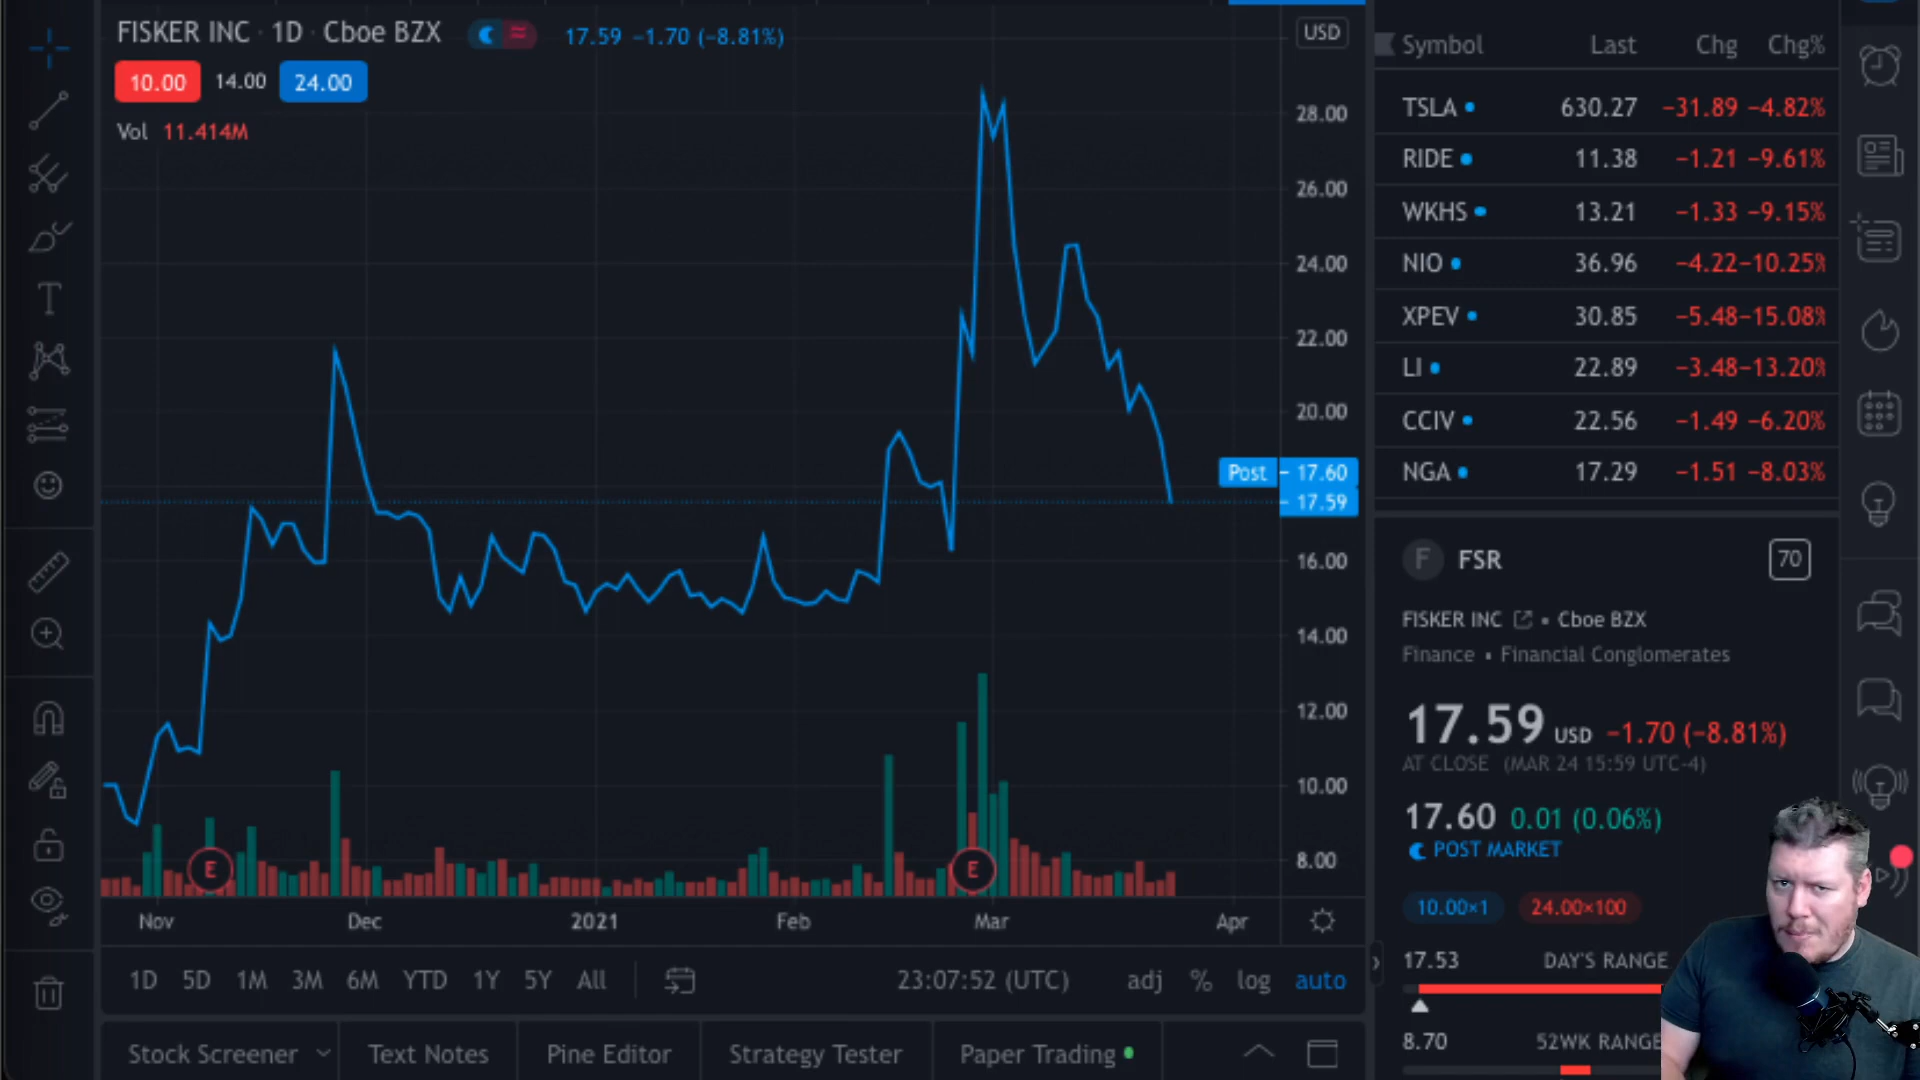 FISKER INC · 1D · Cboe BZX 17.59 −1.70 (−8.81%)
10.00 14.00 24.00
Vol 11.414M
USD
28.00
26.00
24.00
22.00
20.00
Post 17.60
17.59
16.00
14.00
12.00
10.00
8.00
E E
Nov Dec 2021 Feb Mar Apr
1D 5D 1M 3M 6M YTD 1Y 5Y All 23:07:52 (UTC) adj % log auto
Stock Screener Text Notes Pine Editor Strategy Tester Paper Trading
Symbol Last Chg Chg%
TSLA 630.27 −31.89 −4.82%
RIDE 11.38 −1.21 −9.61%
WKHS 13.21 −1.33 −9.15%
NIO 36.96 −4.22 −10.25%
XPEV 30.85 −5.48 −15.08%
LI 22.89 −3.48 −13.20%
CCIV 22.56 −1.49 −6.20%
NGA 17.29 −1.51 −8.03%
F FSR 70
FISKER INC • Cboe BZX
Finance • Financial Conglomerates
17.59 USD −1.70 (−8.81%)
AT CLOSE (MAR 24 15:59 UTC-4)
17.60 0.01 (0.06%)
POST MARKET
10.00×1 24.00×100
17.53 DAY'S RANGE
8.70 52WK RANGE